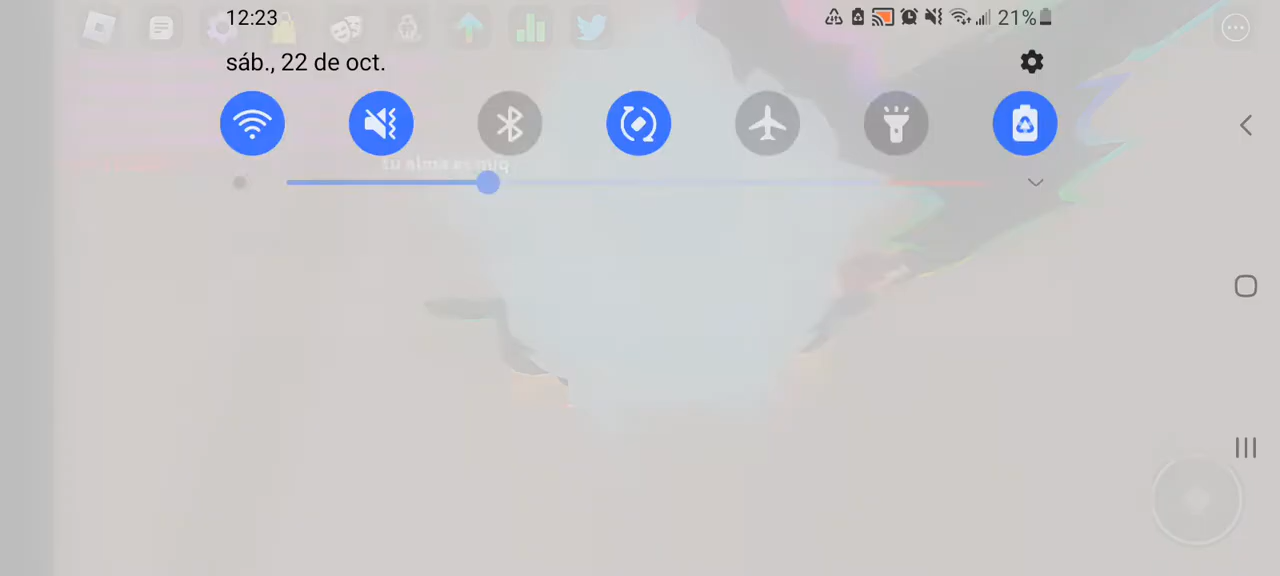 12:23
21%
sáb., 22 de oct.
tu alma es mia